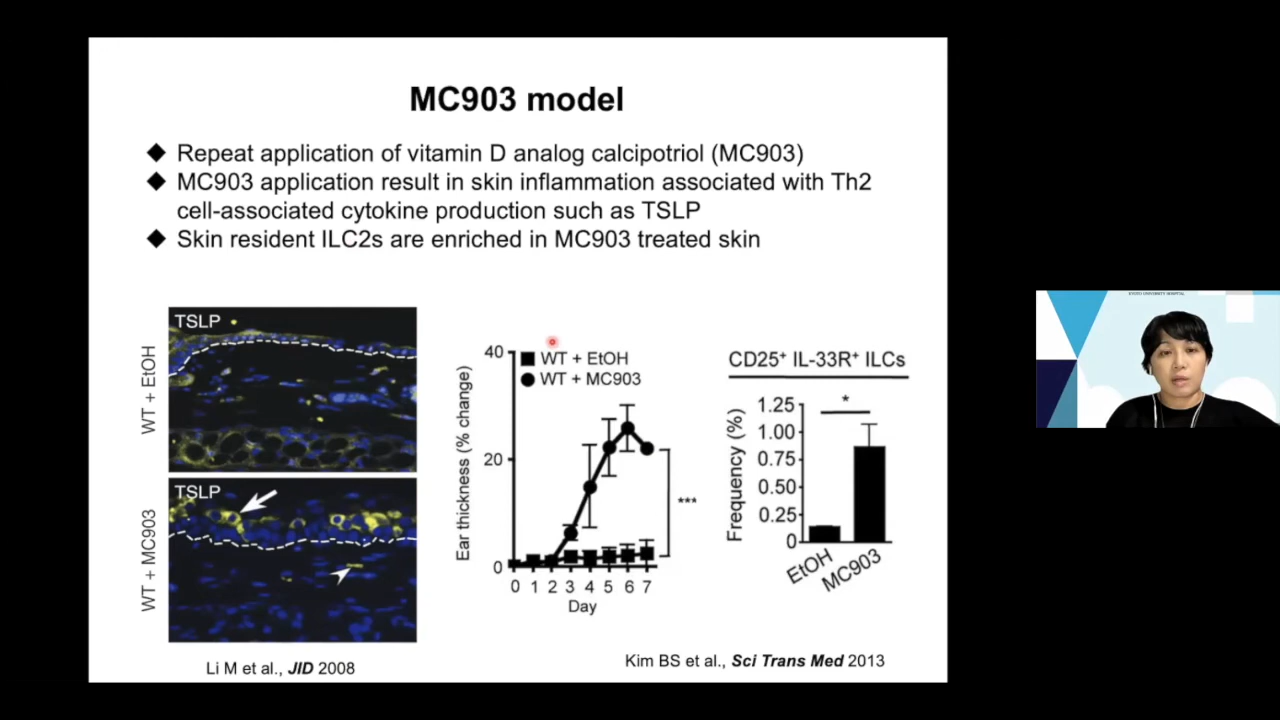 MC903 model
◆ Repeat application of vitamin D analog calcipotriol (MC903)
◆ MC903 application result in skin inflammation associated with Th2
cell-associated cytokine production such as TSLP
◆ Skin resident ILC2s are enriched in MC903 treated skin
WT + EtOH
TSLP
WT + MC903
TSLP
Li M et al., JID 2008
Ear thickness (% change)
40
20
0
WT + EtOH
WT + MC903
***
0 1 2 3 4 5 6 7
Day
CD25+ IL-33R+ ILCs
Frequency (%)
*
1.25
1.00
0.75
0.50
0.25
0
EtOH
MC903
Kim BS et al., Sci Trans Med 2013
KYOTO UNIVERSITY HOSPITAL